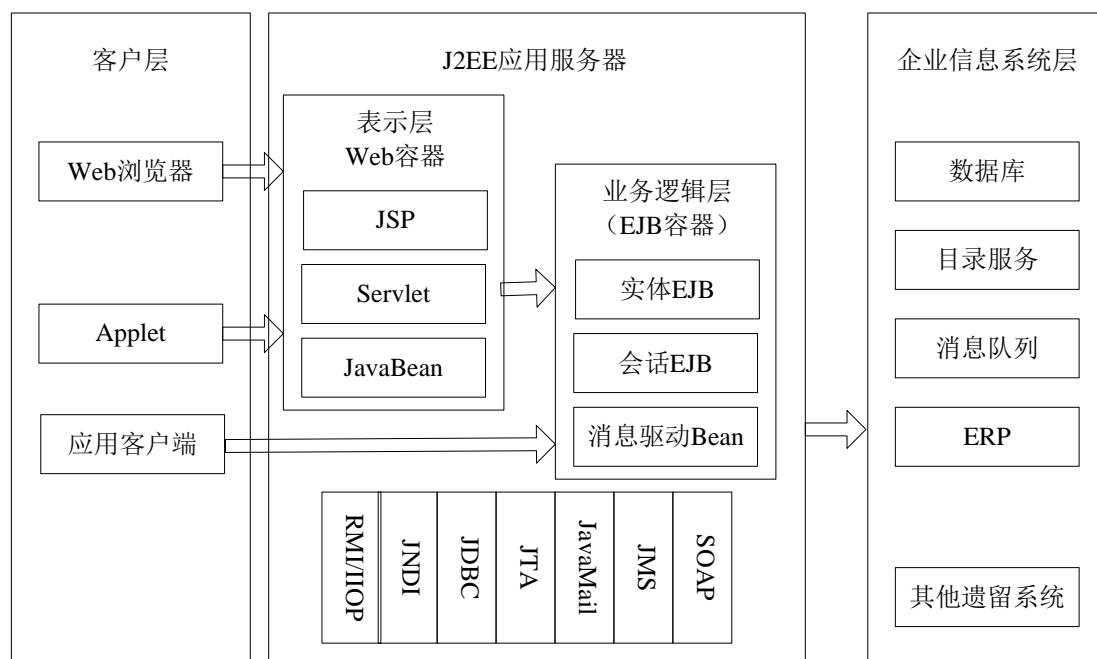 客户层
Web浏览器
Applet
应用客户端
J2EE应用服务器
表示层
Web容器
JSP
Servlet
JavaBean
业务逻辑层
（EJB容器）
实体EJB
会话EJB
消息驱动Bean
RMI/IIOP
JNDI
JDBC
JTA
JavaMail
JMS
SOAP
企业信息系统层
数据库
目录服务
消息队列
ERP
其他遗留系统